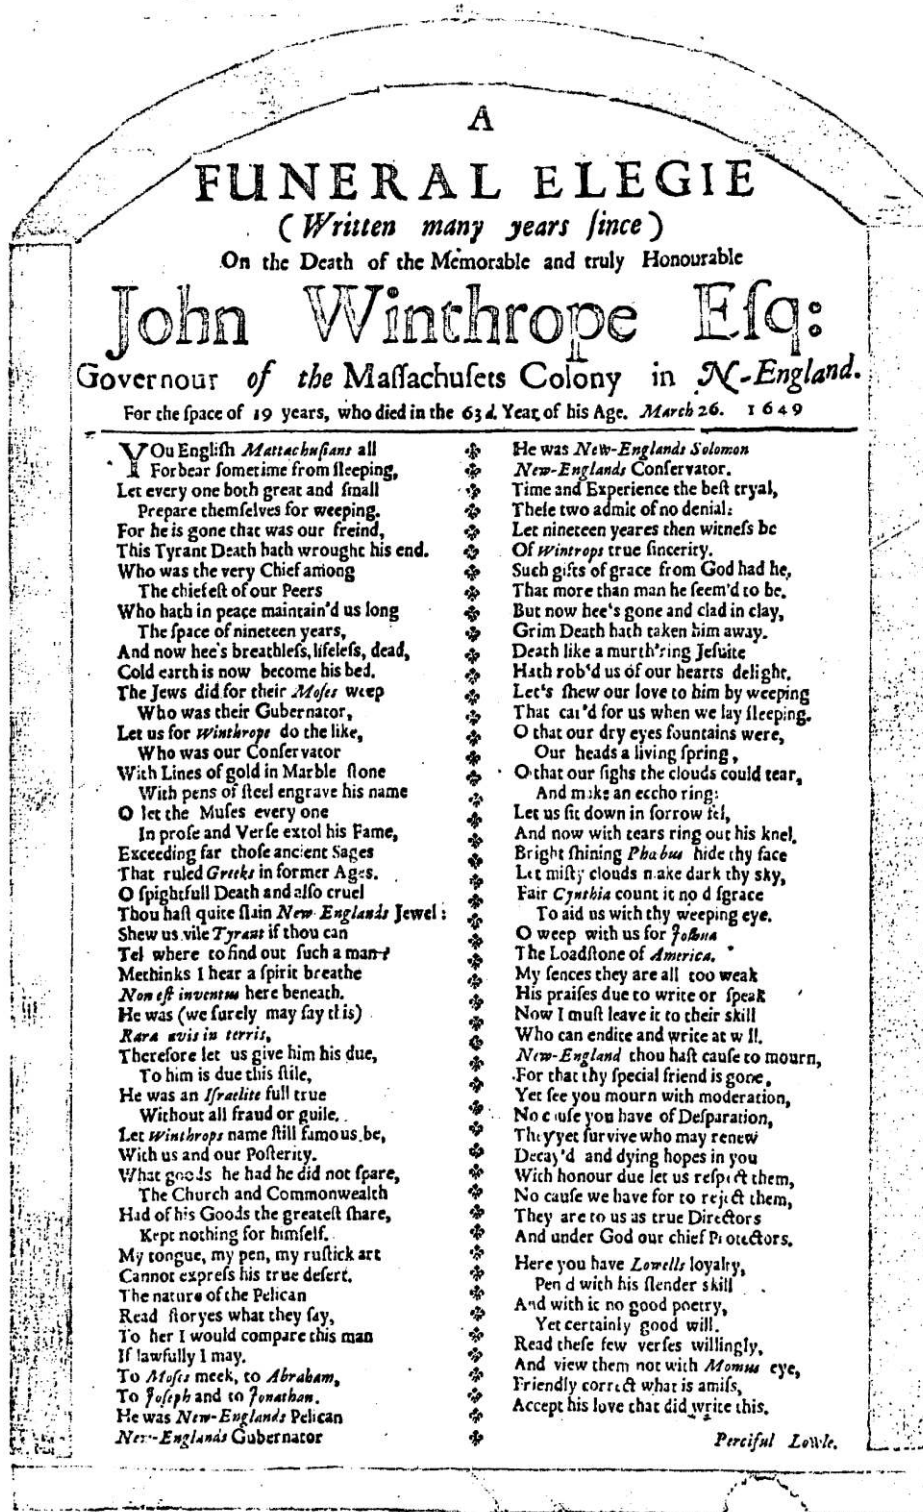 A
FUNERAL ELEGIE
(Written many years ſince)
On the Death of the Memorable and truly Honourable
John Winthrope Eſq:
Governour of the Maſſachuſets Colony in N-England.
For the ſpace of 19 years, who died in the 63d. Year of his Age. March 26. 1649
YOu Engliſh Mattachuſians all
Forbear ſometime from ſleeping,
Let every one both great and ſmall
Prepare themſelves for weeping.
For he is gone that was our freind,
This Tyrant Death hath wrought his end.
Who was the very Chief among
The chiefeſt of our Peers
Who hath in peace maintain'd us long
The ſpace of nineteen years,
And now hee's breathleſs, lifeleſs, dead,
Cold earth is now become his bed.
The Jews did for their Moſes weep
Who was their Gubernator,
Let us for Winthrope do the like,
Who was our Conſervator
With Lines of gold in Marble ſtone
With pens of ſteel engrave his name
O let the Muſes every one
In proſe and Verſe extol his Fame,
Exceeding far thoſe ancient Sages
That ruled Greeks in former Ages.
O ſpightfull Death and alſo cruel
Thou haſt quite ſlain New-Englands Jewel:
Shew us vile Tyrant if thou can
Tel where to find out ſuch a man?
Methinks I hear a ſpirit breathe
Non eſt inventus here beneath.
He was (we ſurely may ſay this)
Rara avis in terris,
Therefore let us give him his due,
To him is due this ſtile,
He was an Iſraelite full true
Without all fraud or guile.
Let Winthrops name ſtill famous be,
With us and our Poſterity.
What goods he had he did not ſpare,
The Church and Commonwealth
Had of his Goods the greateſt ſhare,
Kept nothing for himſelf.
My tongue, my pen, my ruſtick art
Cannot expreſs his true deſert.
The nature of the Pelican
Read ſtoryes what they ſay,
To her I would compare this man
If lawfully I may.
To Moſes meek, to Abraham,
To Joſeph and to Jonathan.
He was New-Englands Pelican
New-Englands Gubernator
He was New-Englands Solomon
New-Englands Conſervator.
Time and Experience the beſt tryal,
Theſe two admit of no denial:
Let nineteen yeares then witneſs be
Of Wintrops true ſincerity.
Such gifts of grace from God had he,
That more than man he ſeem'd to be.
But now hee's gone and clad in clay,
Grim Death hath taken him away.
Death like a murth'ring Jeſuite
Hath rob'd us of our hearts delight.
Let's ſhew our love to him by weeping
That car'd for us when we lay ſleeping.
O that our dry eyes fountains were,
Our heads a living ſpring,
O that our ſighs the clouds could tear,
And make an eccho ring:
Let us ſit down in ſorrow ſtil,
And now with tears ring out his knel.
Bright ſhining Phœbus hide thy face
Let miſty clouds make dark thy sky,
Fair Cynthia count it no diſgrace
To aid us with thy weeping eye.
O weep with us for Joſhua
The Loadſtone of America.
My ſences they are all too weak
His praiſes due to write or ſpeak
Now I muſt leave it to their skill
Who can endite and write at will.
New-England thou haſt cauſe to mourn,
For that thy ſpecial friend is gone,
Yet ſee you mourn with moderation,
No cauſe you have of Deſparation,
They yet ſurvive who may renew
Decay'd and dying hopes in you
With honour due let us reſpect them,
No cauſe we have for to reject them,
They are to us as true Directors
And under God our chief Protectors.
Here you have Lowells loyalty,
Pen'd with his ſlender skill
And with it no good poetry,
Yet certainly good will.
Read theſe few verſes willingly,
And view them not with Momus eye,
Friendly correct what is amiſs,
Accept his love that did write this.
Perciful Lowle.